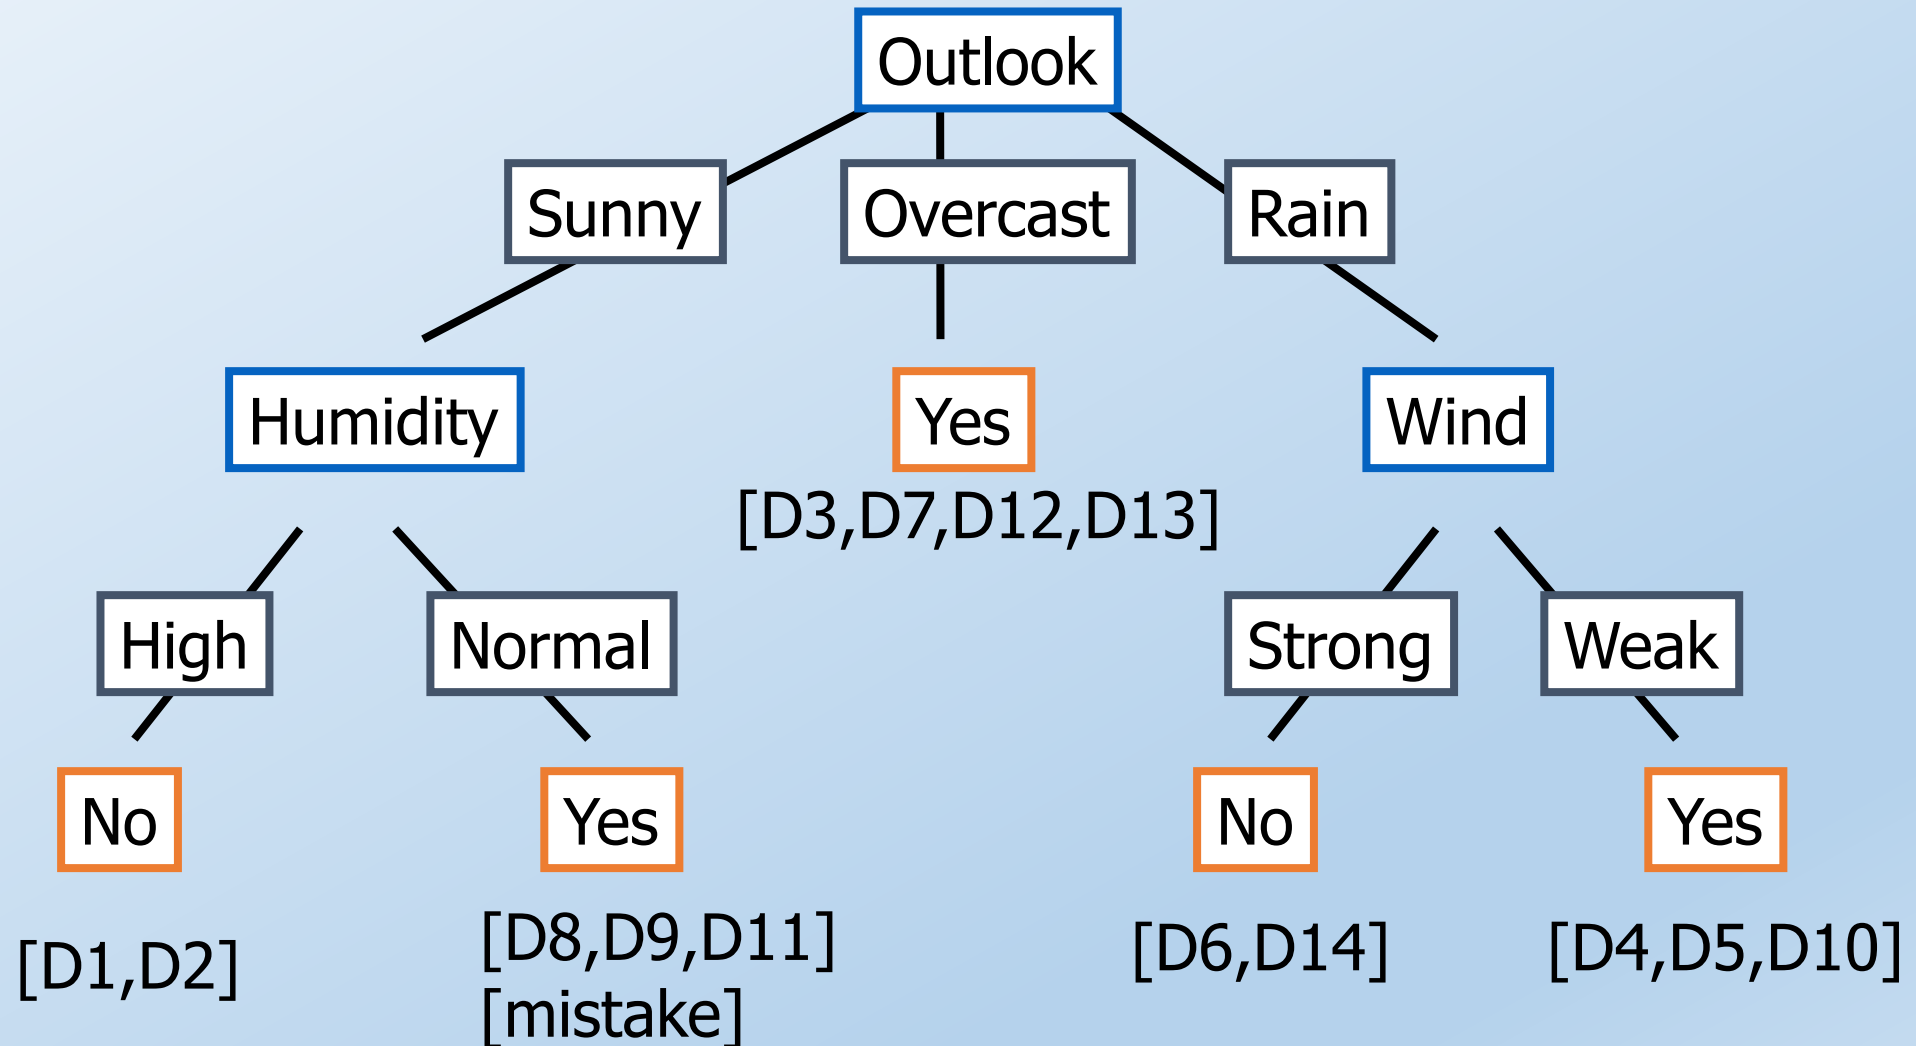 Outlook
Sunny
Overcast
Rain
Humidity
Yes
Wind
[D3,D7,D12,D13]
High
Normal
Strong
Weak
No
Yes
No
Yes
[D1,D2]
[D8,D9,D11]
[mistake]
[D6,D14]
[D4,D5,D10]